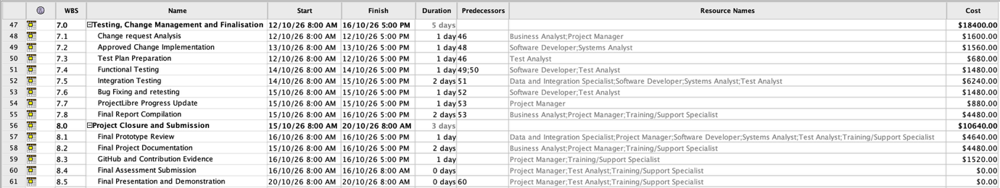 WBS Name Start Finish Duration Predecessors Resource Names Cost
47 7.0 Testing, Change Management and Finalisation 12/10/26 8:00 AM 16/10/26 5:00 PM 5 days $18400.00
48 7.1 Change request Analysis 12/10/26 8:00 AM 12/10/26 5:00 PM 1 day 46 Business Analyst;Project Manager $1600.00
49 7.2 Approved Change Implementation 13/10/26 8:00 AM 13/10/26 5:00 PM 1 day 48 Software Developer;Systems Analyst $1560.00
50 7.3 Test Plan Preparation 12/10/26 8:00 AM 12/10/26 5:00 PM 1 day 46 Test Analyst $680.00
51 7.4 Functional Testing 14/10/26 8:00 AM 14/10/26 5:00 PM 1 day 49;50 Software Developer;Test Analyst $1480.00
52 7.5 Integration Testing 14/10/26 8:00 AM 15/10/26 5:00 PM 2 days 51 Data and Integration Specialist;Software Developer;Systems Analyst;Test Analyst $6240.00
53 7.6 Bug Fixing and retesting 15/10/26 8:00 AM 15/10/26 5:00 PM 1 day 52 Software Developer;Test Analyst $1480.00
54 7.7 ProjectLibre Progress Update 15/10/26 8:00 AM 15/10/26 5:00 PM 1 day 53 Project Manager $880.00
55 7.8 Final Report Compilation 15/10/26 8:00 AM 16/10/26 5:00 PM 2 days 53 Business Analyst;Project Manager;Training/Support Specialist $4480.00
56 8.0 Project Closure and Submission 15/10/26 8:00 AM 20/10/26 8:00 AM 3 days $10640.00
57 8.1 Final Prototype Review 16/10/26 8:00 AM 16/10/26 5:00 PM 1 day Data and Integration Specialist;Project Manager;Software Developer;Systems Analyst;Test Analyst;Training/Support Specialist $4640.00
58 8.2 Final Project Documentation 15/10/26 8:00 AM 16/10/26 5:00 PM 2 days Business Analyst;Project Manager;Training/Support Specialist $4480.00
59 8.3 GitHub and Contribution Evidence 16/10/26 8:00 AM 16/10/26 5:00 PM 1 day Project Manager;Training/Support Specialist $1520.00
60 8.4 Final Assessment Submission 16/10/26 8:00 AM 16/10/26 8:00 AM 0 days Project Manager;Test Analyst;Training/Support Specialist $0.00
61 8.5 Final Presentation and Demonstration 20/10/26 8:00 AM 20/10/26 8:00 AM 0 days 60 Project Manager;Test Analyst;Training/Support Specialist $0.00